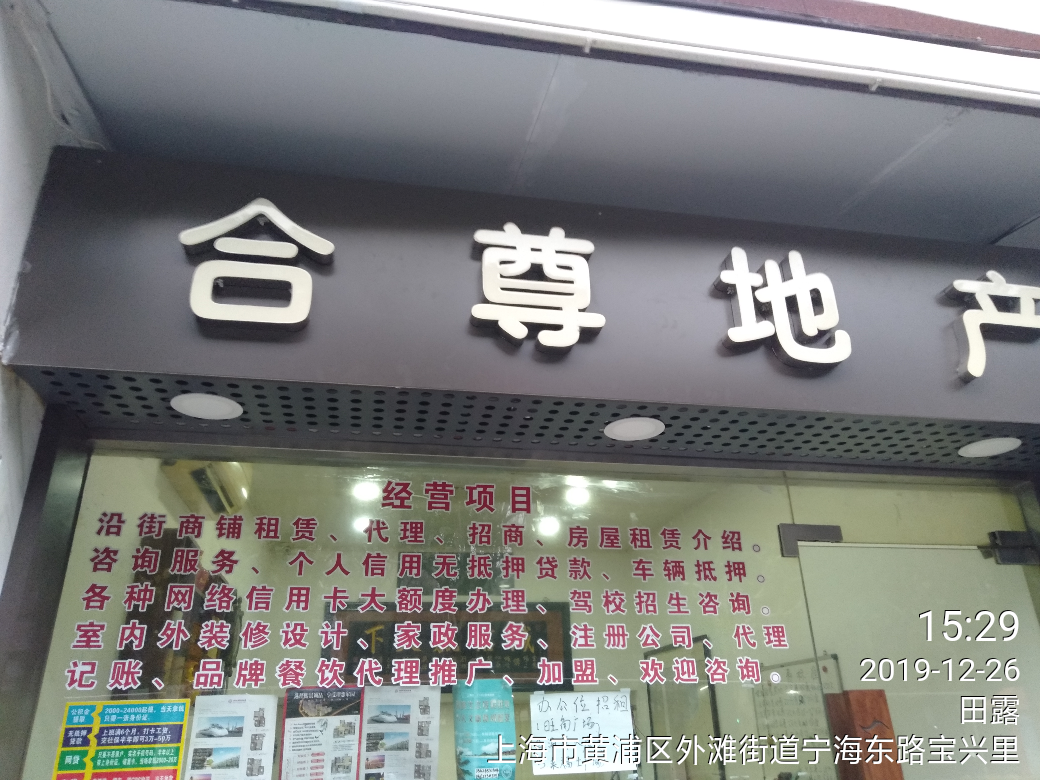 合尊地产
经营项目
沿街商铺租赁、代理、招商、房屋租赁介绍。
咨询服务、个人信用无抵押贷款、车辆抵押。
各种网络信用卡大额度办理、驾校招生咨询。
室内外装修设计、家政服务、注册公司、代理
记账、品牌餐饮代理推广、加盟、欢迎咨询。
办公位招租
15:29
2019-12-26
田露
上海市黄浦区外滩街道宁海东路宝兴里